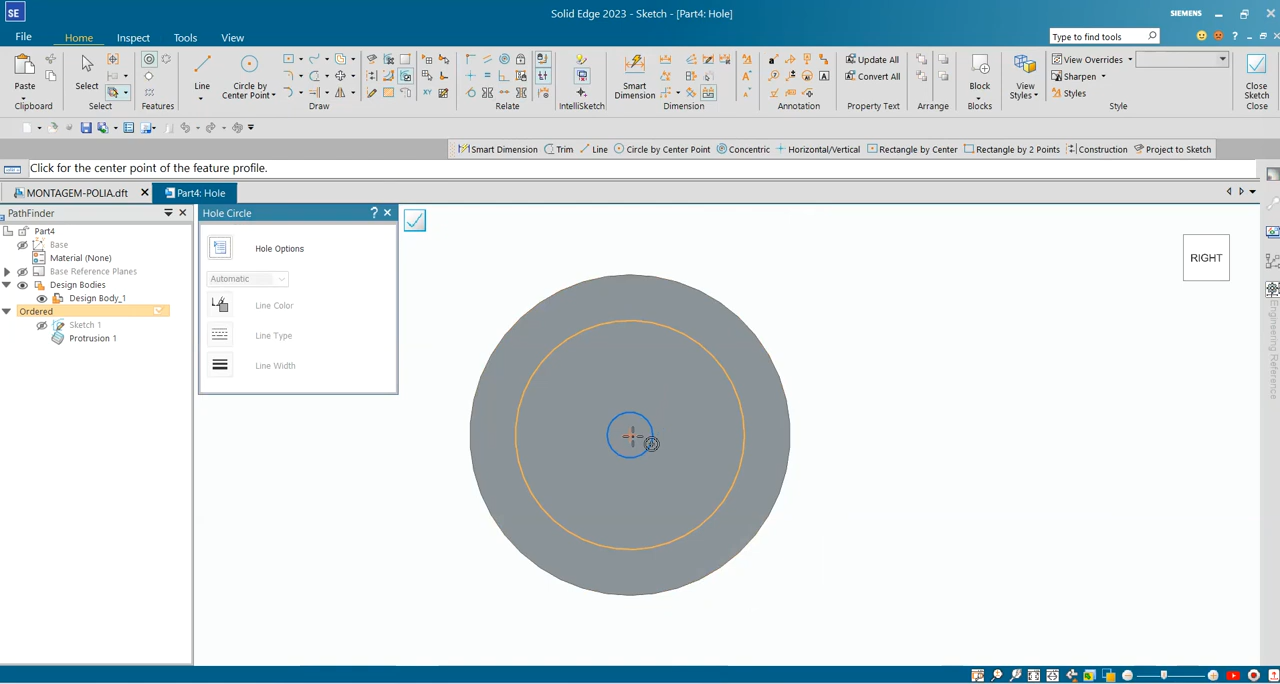 SE
Solid Edge 2023 - Sketch - [Part4: Hole]
SIEMENS
File
Home
Inspect
Tools
View
Type to find tools
Paste
Clipboard
Select
Select
Features
Line
Circle by
Center Point
Draw
Relate
IntelliSketch
Smart
Dimension
Dimension
Annotation
Update All
Convert All
Property Text
Arrange
Block
Blocks
View
Styles
View Overrides
Sharpen
Styles
Style
Close
Sketch
Close
Smart Dimension
Trim
Line
Circle by Center Point
Concentric
Horizontal/Vertical
Rectangle by Center
Rectangle by 2 Points
Construction
Project to Sketch
Click for the center point of the feature profile.
MONTAGEM-POLIA.dft
Part4: Hole
PathFinder
Part4
Base
Material (None)
Base Reference Planes
Design Bodies
Design Body_1
Ordered
Sketch 1
Protrusion 1
Hole Circle
Hole Options
Automatic
Line Color
Line Type
Line Width
RIGHT
Engineering Reference